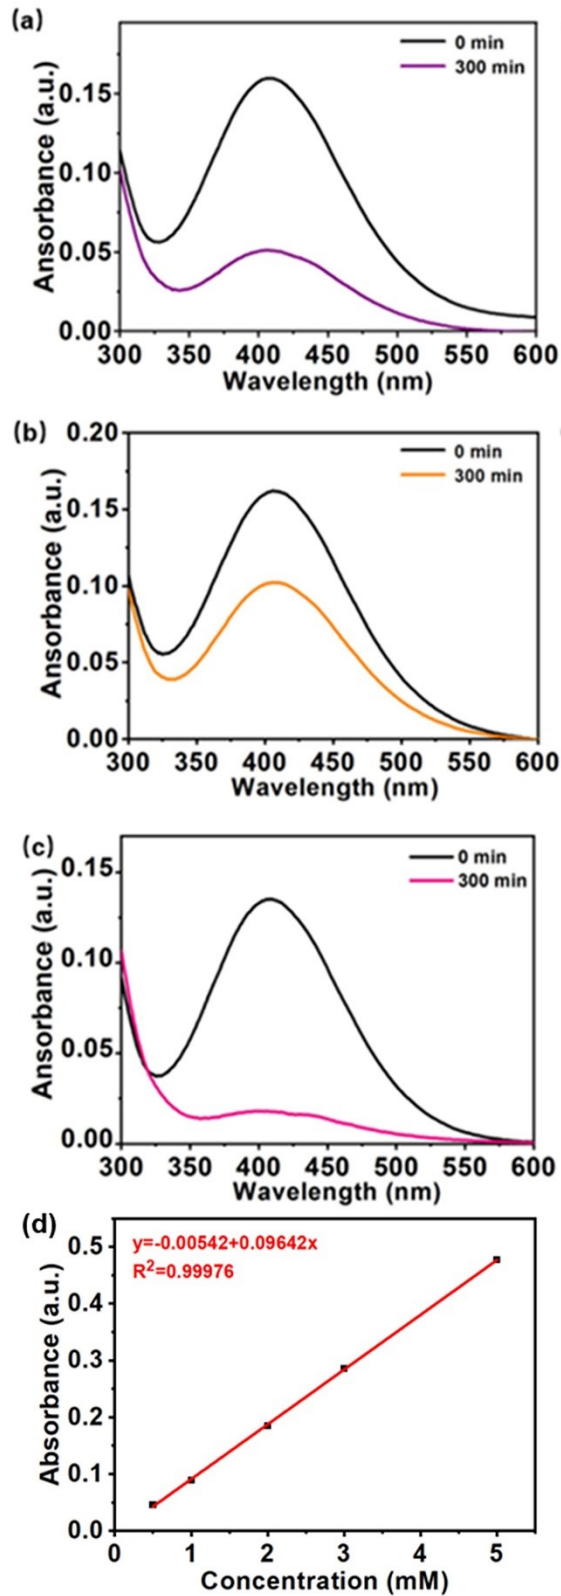 (a)
0 min
300 min
Ansorbance (a.u.)
0.15
0.10
0.05
0.00
300 350 400 450 500 550 600
Wavelength (nm)
(b)
0 min
300 min
Ansorbance (a.u.)
0.20
0.15
0.10
0.05
0.00
300 350 400 450 500 550 600
Wavelength (nm)
(c)
0 min
300 min
Ansorbance (a.u.)
0.15
0.10
0.05
0.00
300 350 400 450 500 550 600
Wavelength (nm)
(d)
y=-0.00542+0.09642x
R²=0.99976
Absorbance (a.u.)
0.5
0.4
0.3
0.2
0.1
0.0
0 1 2 3 4 5
Concentration (mM)